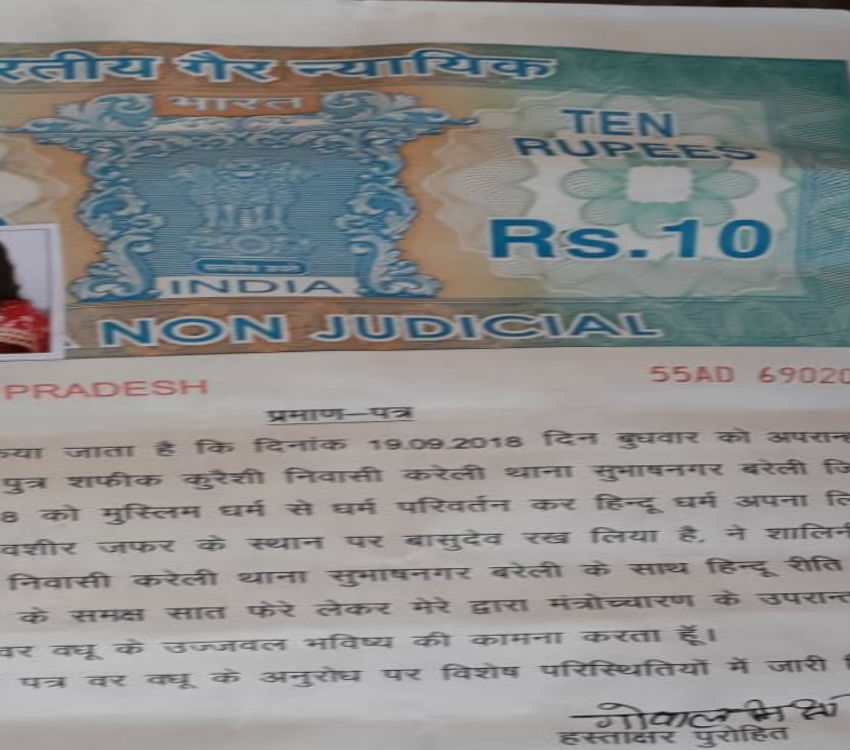 रतीय गैर न्यायिक
भारत
TEN
RUPEES
Rs.10
INDIA
NON JUDICIAL
PRADESH
55AD 69020
प्रमाण–पत्र
जाता है कि दिनांक 19.09.2018 दिन बुधवार को अपरान्ह
पुत्र शफीक कुरैशी निवासी करेली थाना सुभाषनगर बरेली जि
8 को मुस्लिम धर्म से धर्म परिवर्तन कर हिन्दू धर्म अपना लि
वशीर जफर के स्थान पर बासुदेव रख लिया है, ने शालिनी
निवासी करेली थाना सुभाषनगर बरेली के साथ हिन्दू रीति
के समक्ष सात फेरे लेकर मेरे द्वारा मंत्रोच्चारण के उपरान्त
वर वधू के उज्जवल भविष्य की कामना करता हूॅं।
पत्र वर वधू के अनुरोध पर विशेष परिस्थितियों में जारी
हस्ताक्षर पुरोहित